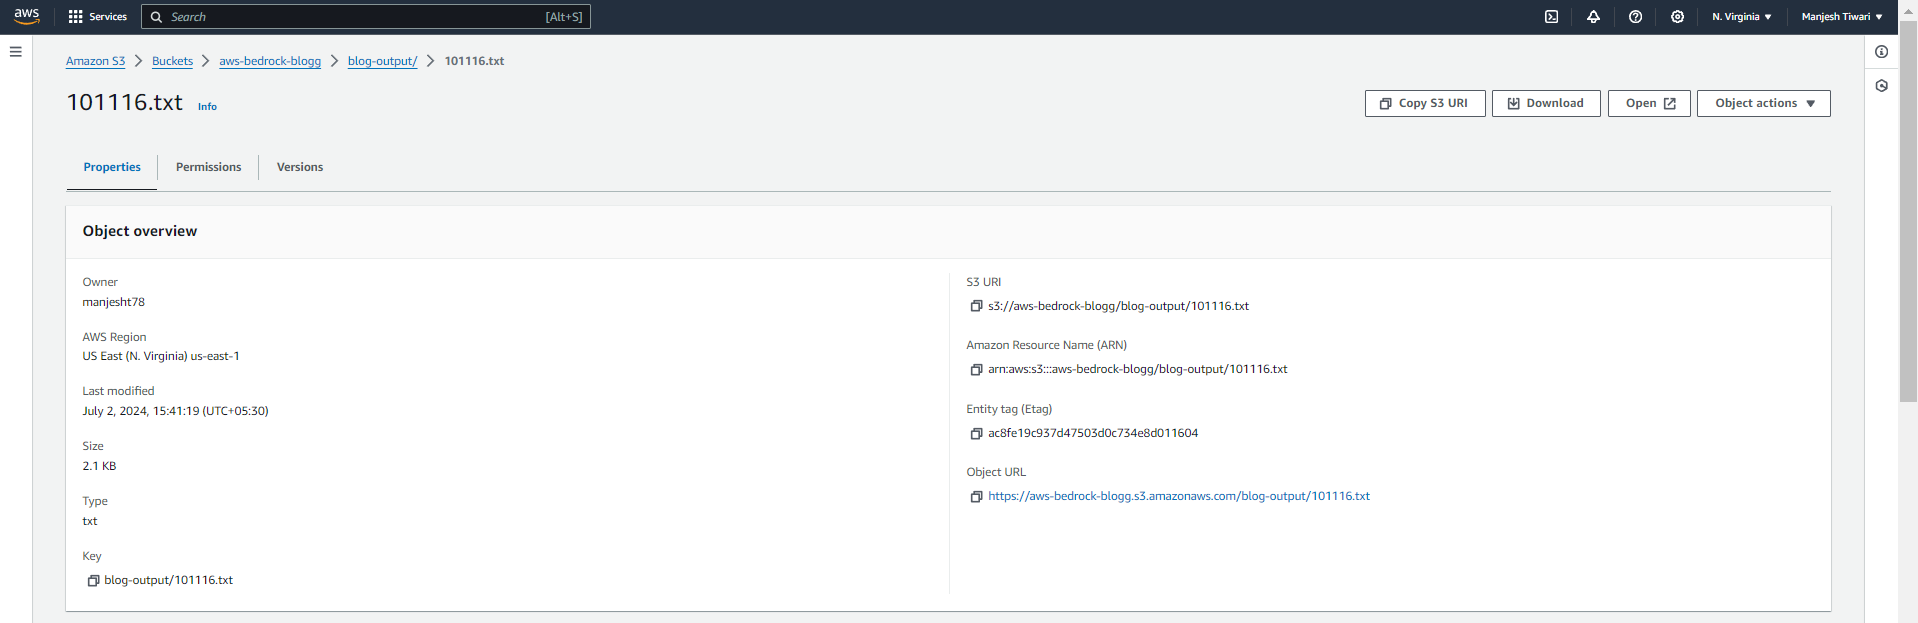 aws Services Search [Alt+S] N. Virginia Manjesh Tiwari
Amazon S3 > Buckets > aws-bedrock-blogg > blog-output/ > 101116.txt
101116.txt Info
Copy S3 URI Download Open Object actions
Properties Permissions Versions
Object overview
Owner
manjesht78
AWS Region
US East (N. Virginia) us-east-1
Last modified
July 2, 2024, 15:41:19 (UTC+05:30)
Size
2.1 KB
Type
txt
Key
blog-output/101116.txt
S3 URI
s3://aws-bedrock-blogg/blog-output/101116.txt
Amazon Resource Name (ARN)
arn:aws:s3:::aws-bedrock-blogg/blog-output/101116.txt
Entity tag (Etag)
ac8fe19c937d47503d0c734e8d011604
Object URL
https://aws-bedrock-blogg.s3.amazonaws.com/blog-output/101116.txt